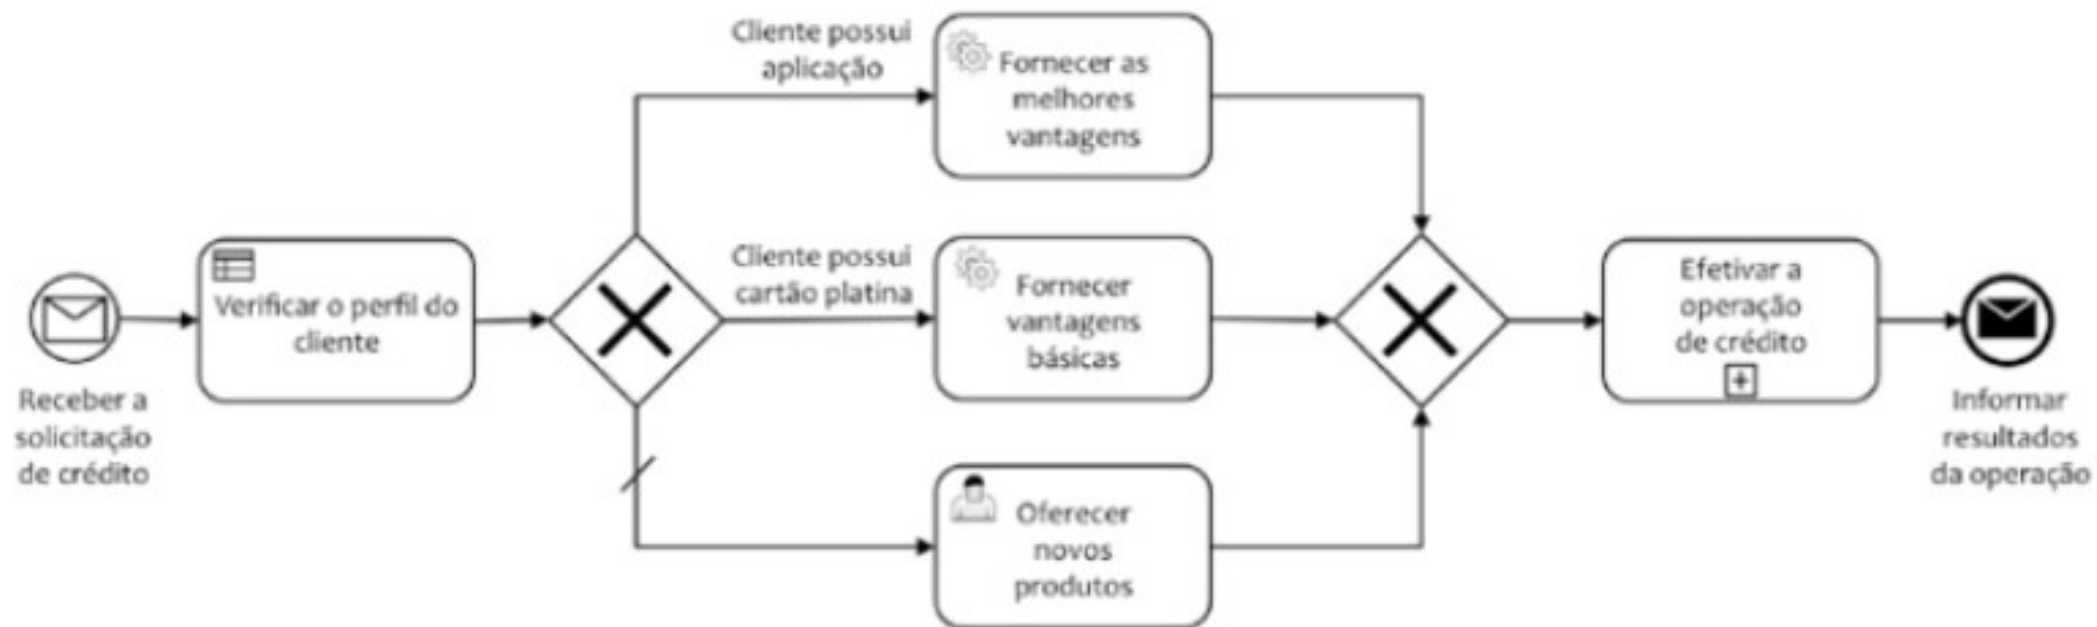 Receber a
solicitação
de crédito
Verificar o perfil do
cliente
Cliente possui
aplicação
Fornecer as
melhores
vantagens
Cliente possui
cartão platina
Fornecer
vantagens
básicas
Oferecer
novos
produtos
Efetivar a
operação
de crédito
Informar
resultados
da operação